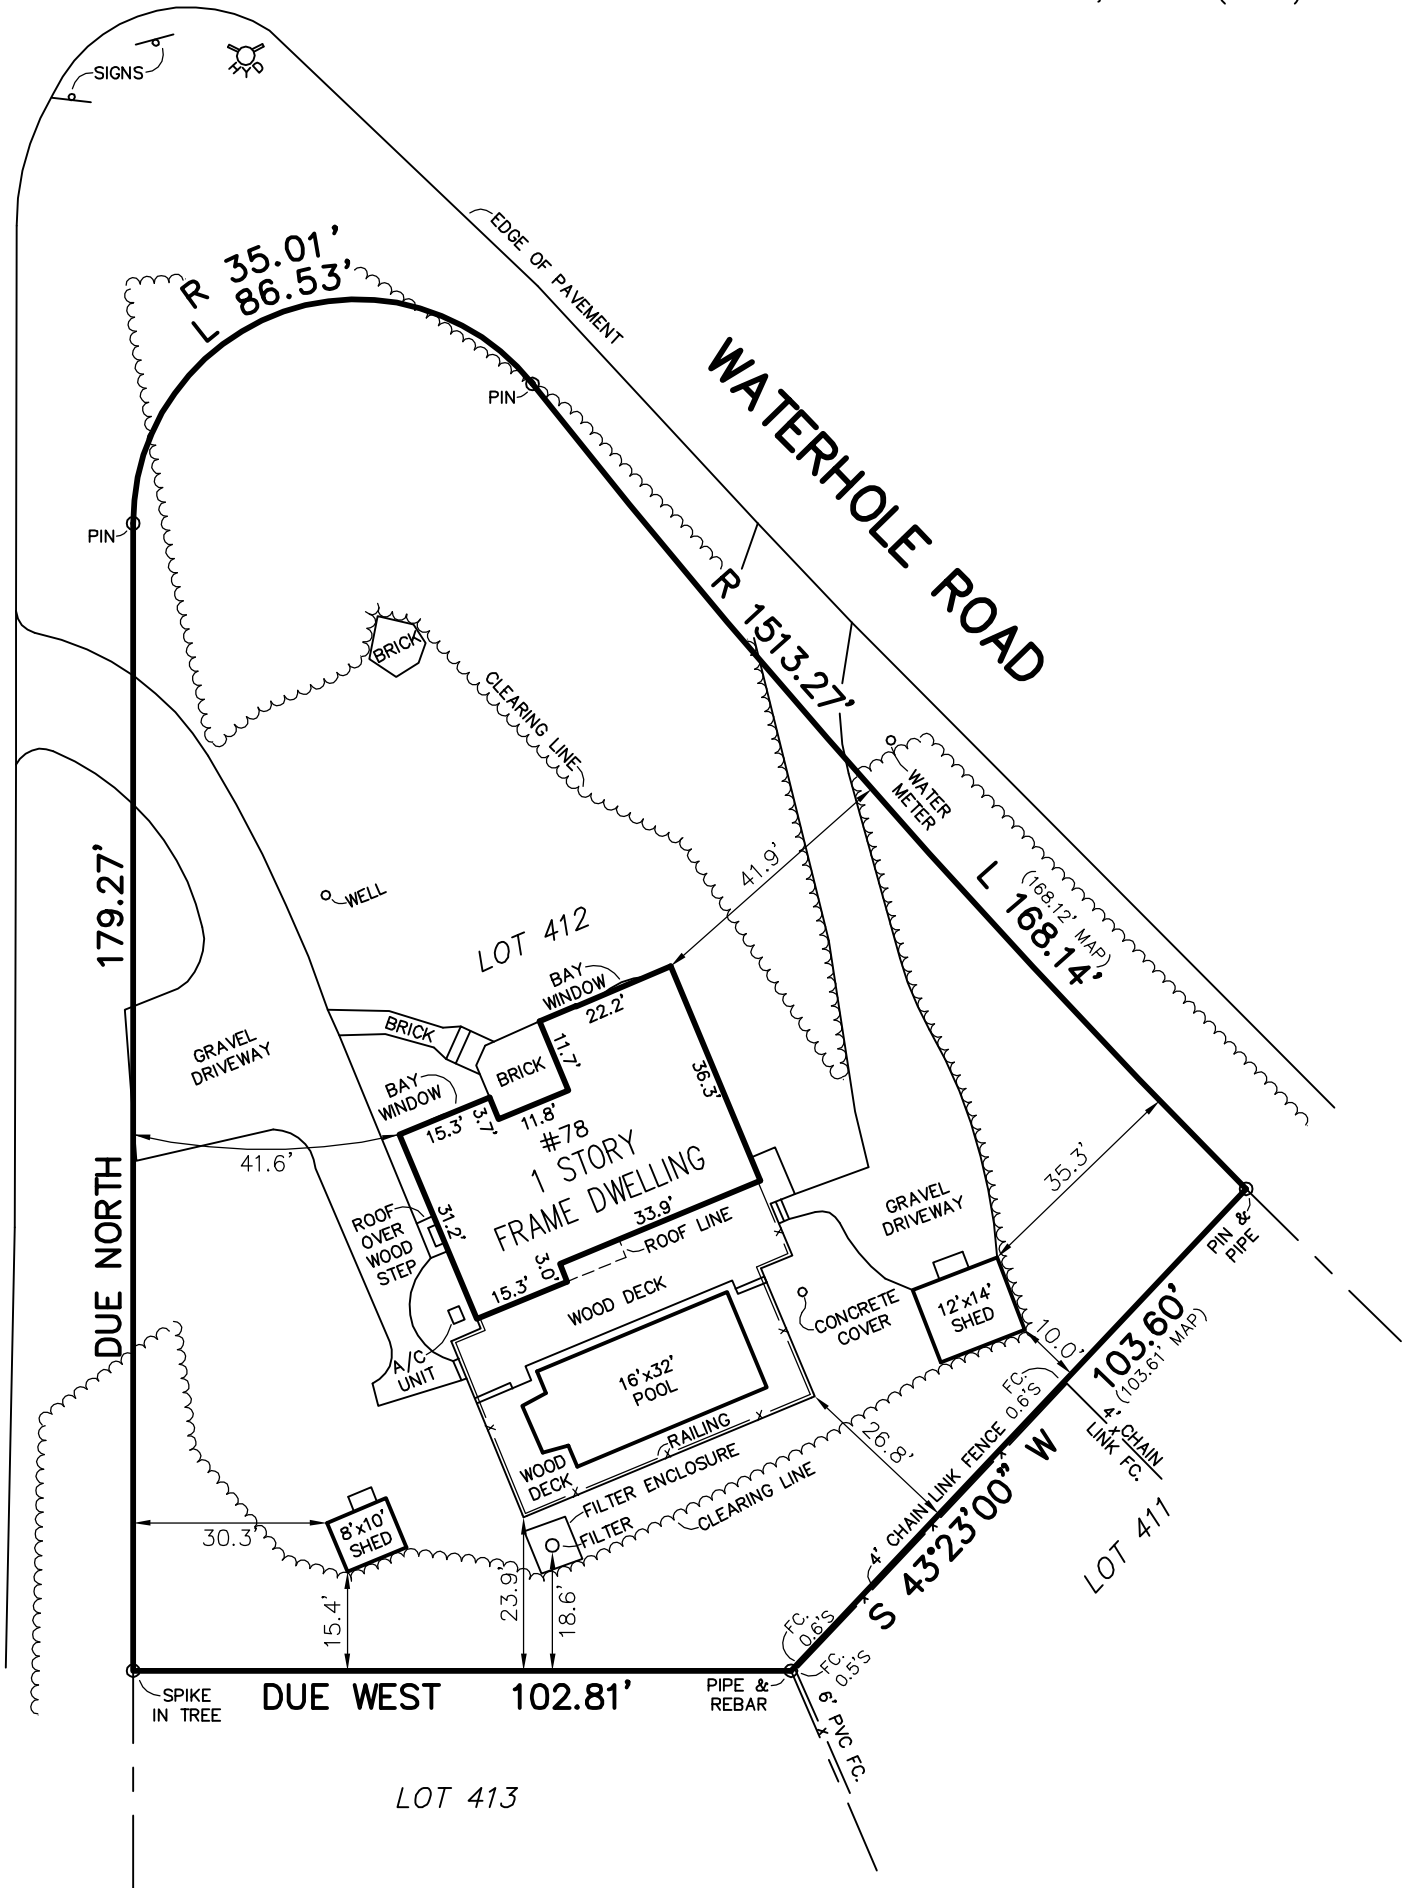 SIGNS
HYD
R 35.01'
L 86.53'
EDGE OF PAVEMENT
PIN
PIN
WATERHOLE ROAD
R 1513.27'
BRICK
CLEARING LINE
WATER
METER
L 168.14'
(168.12' MAP)
41.9'
179.27'
DUE NORTH
WELL
LOT 412
BAY
WINDOW
22.2'
BRICK
GRAVEL
DRIVEWAY
BRICK
11.7'
36.3'
BAY
WINDOW
15.3'
3.7'
11.8'
#78
1 STORY
FRAME DWELLING
41.6'
35.3'
ROOF
OVER
WOOD
STEP
31.2'
33.9'
ROOF LINE
3.0'
15.3'
GRAVEL
DRIVEWAY
PIN &
PIPE
WOOD DECK
CONCRETE
COVER
12'x14'
SHED
10.0'
A/C
UNIT
16'x32'
POOL
103.60'
(103.61' MAP)
FC.
0.6'S
4' CHAIN
LINK FC.
RAILING
26.8'
WOOD
DECK
FILTER ENCLOSURE
CLEARING LINE
4' CHAIN LINK FENCE
S 43°23'00" W
LOT 411
30.3'
8'x10'
SHED
FILTER
15.4'
23.9'
18.6'
FC.
0.6'S
FC.
0.5'S
SPIKE
IN TREE
DUE WEST 102.81'
PIPE &
REBAR
6' PVC FC.
LOT 413